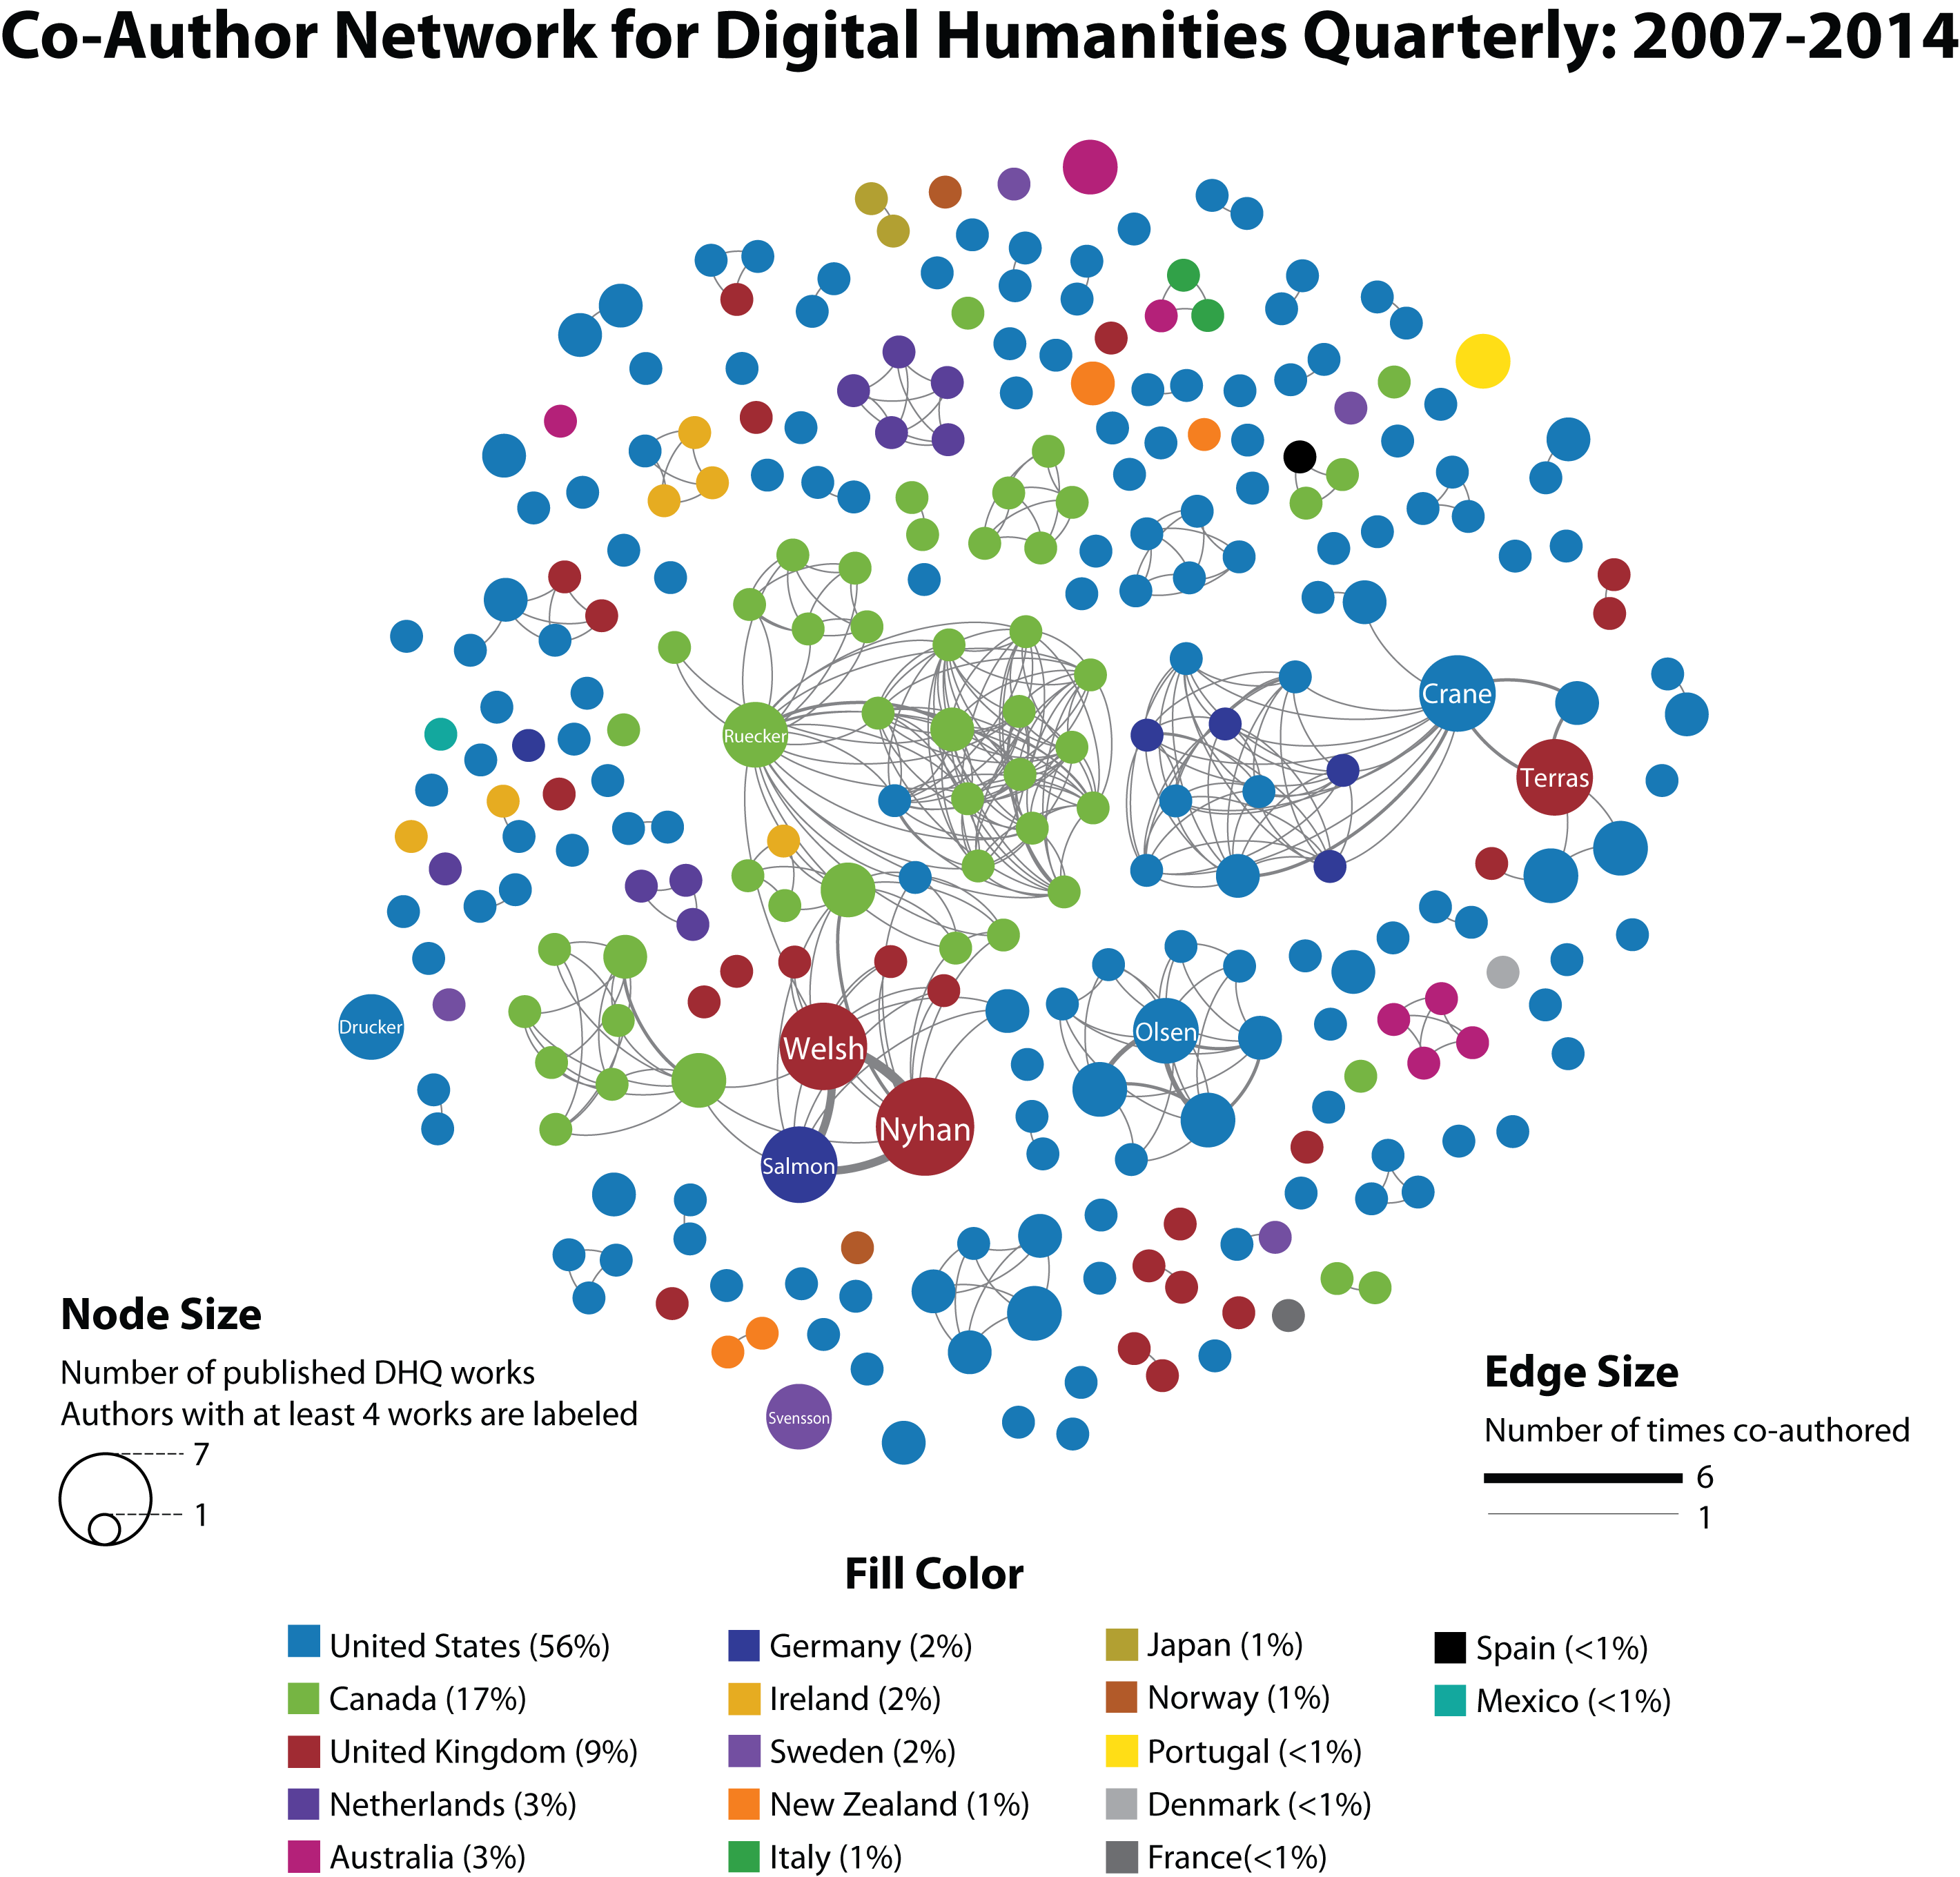 Co-Author Network for Digital Humanities Quarterly: 2007-2014
Crane
Ruecker
Terras
Drucker
Olsen
Welsh
Nyhan
Salmon
Svensson
Node Size
Number of published DHQ works
Authors with at least 4 works are labeled
7
1
Edge Size
Number of times co-authored
6
1
Fill Color
United States (56%)
Canada (17%)
United Kingdom (9%)
Netherlands (3%)
Australia (3%)
Germany (2%)
Ireland (2%)
Sweden (2%)
New Zealand (1%)
Italy (1%)
Japan (1%)
Norway (1%)
Portugal (<1%)
Denmark (<1%)
France(<1%)
Spain (<1%)
Mexico (<1%)